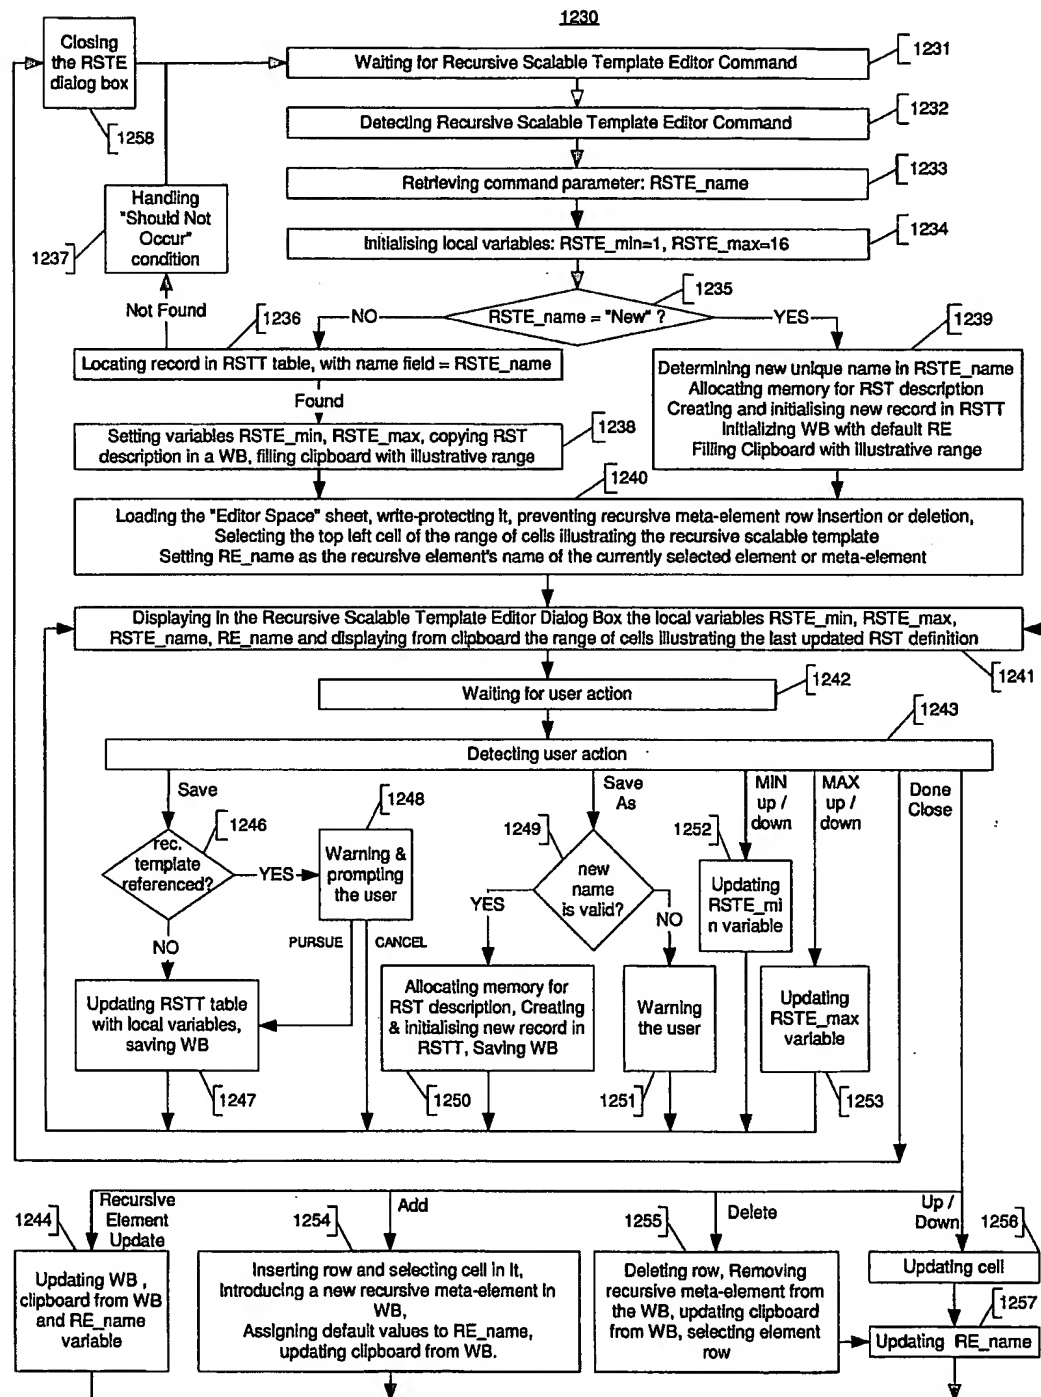 1230
Closing
the RSTE
dialog box
1258
Waiting for Recursive Scalable Template Editor Command
1231
Detecting Recursive Scalable Template Editor Command
1232
Retrieving command parameter: RSTE_name
1233
Initialising local variables: RSTE_min=1, RSTE_max=16
1234
Handling
"Should Not
Occur"
condition
1237
Not Found
1236
NO
RSTE_name = "New" ?
1235
YES
1239
Locating record in RSTT table, with name field = RSTE_name
Found
Setting variables RSTE_min, RSTE_max, copying RST
description in a WB, filling clipboard with illustrative range
1238
Determining new unique name in RSTE_name
Allocating memory for RST description
Creating and initialising new record in RSTT
Initializing WB with default RE
Filling Clipboard with illustrative range
1240
Loading the "Editor Space" sheet, write-protecting it, preventing recursive meta-element row insertion or deletion,
Selecting the top left cell of the range of cells illustrating the recursive scalable template
Setting RE_name as the recursive element's name of the currently selected element or meta-element
Displaying in the Recursive Scalable Template Editor Dialog Box the local variables RSTE_min, RSTE_max,
RSTE_name, RE_name and displaying from clipboard the range of cells illustrating the last updated RST definition
1241
Waiting for user action
1242
1243
Detecting user action
Save
Save
As
MIN
up /
down
MAX
up /
down
Done
Close
1246
rec.
template
referenced?
YES
1248
Warning &
prompting
the user
NO
PURSUE
CANCEL
Updating RSTT table
with local variables,
saving WB
1247
1249
new
name
is valid?
YES
NO
Allocating memory for
RST description, Creating
& initialising new record in
RSTT, Saving WB
1250
Warning
the user
1251
1252
Updating
RSTE_mi
n variable
Updating
RSTE_max
variable
1253
Recursive
Element
Update
1244
Updating WB ,
clipboard from WB
and RE_name
variable
Add
1254
Inserting row and selecting cell in it,
Introducing a new recursive meta-element in
WB,
Assigning default values to RE_name,
updating clipboard from WB.
Delete
1255
Deleting row, Removing
recursive meta-element from
the WB, updating clipboard
from WB, selecting element
row
Up /
Down
1256
Updating cell
1257
Updating RE_name